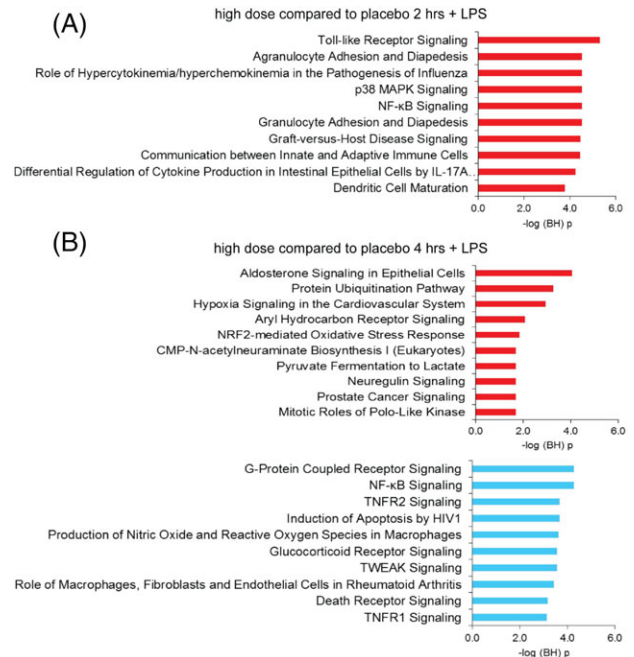 (A)
high dose compared to placebo 2 hrs + LPS
Toll-like Receptor Signaling
Agranulocyte Adhesion and Diapedesis
Role of Hypercytokinemia/hyperchemokinemia in the Pathogenesis of Influenza
p38 MAPK Signaling
NF-κB Signaling
Granulocyte Adhesion and Diapedesis
Graft-versus-Host Disease Signaling
Communication between Innate and Adaptive Immune Cells
Differential Regulation of Cytokine Production in Intestinal Epithelial Cells by IL-17A..
Dendritic Cell Maturation
0.0 2.0 4.0 6.0
-log (BH) p
(B)
high dose compared to placebo 4 hrs + LPS
Aldosterone Signaling in Epithelial Cells
Protein Ubiquitination Pathway
Hypoxia Signaling in the Cardiovascular System
Aryl Hydrocarbon Receptor Signaling
NRF2-mediated Oxidative Stress Response
CMP-N-acetylneuraminate Biosynthesis I (Eukaryotes)
Pyruvate Fermentation to Lactate
Neuregulin Signaling
Prostate Cancer Signaling
Mitotic Roles of Polo-Like Kinase
0.0 2.0 4.0 6.0
-log (BH) p
G-Protein Coupled Receptor Signaling
NF-κB Signaling
TNFR2 Signaling
Induction of Apoptosis by HIV1
Production of Nitric Oxide and Reactive Oxygen Species in Macrophages
Glucocorticoid Receptor Signaling
TWEAK Signaling
Role of Macrophages, Fibroblasts and Endothelial Cells in Rheumatoid Arthritis
Death Receptor Signaling
TNFR1 Signaling
0.0 2.0 4.0 6.0
-log (BH) p